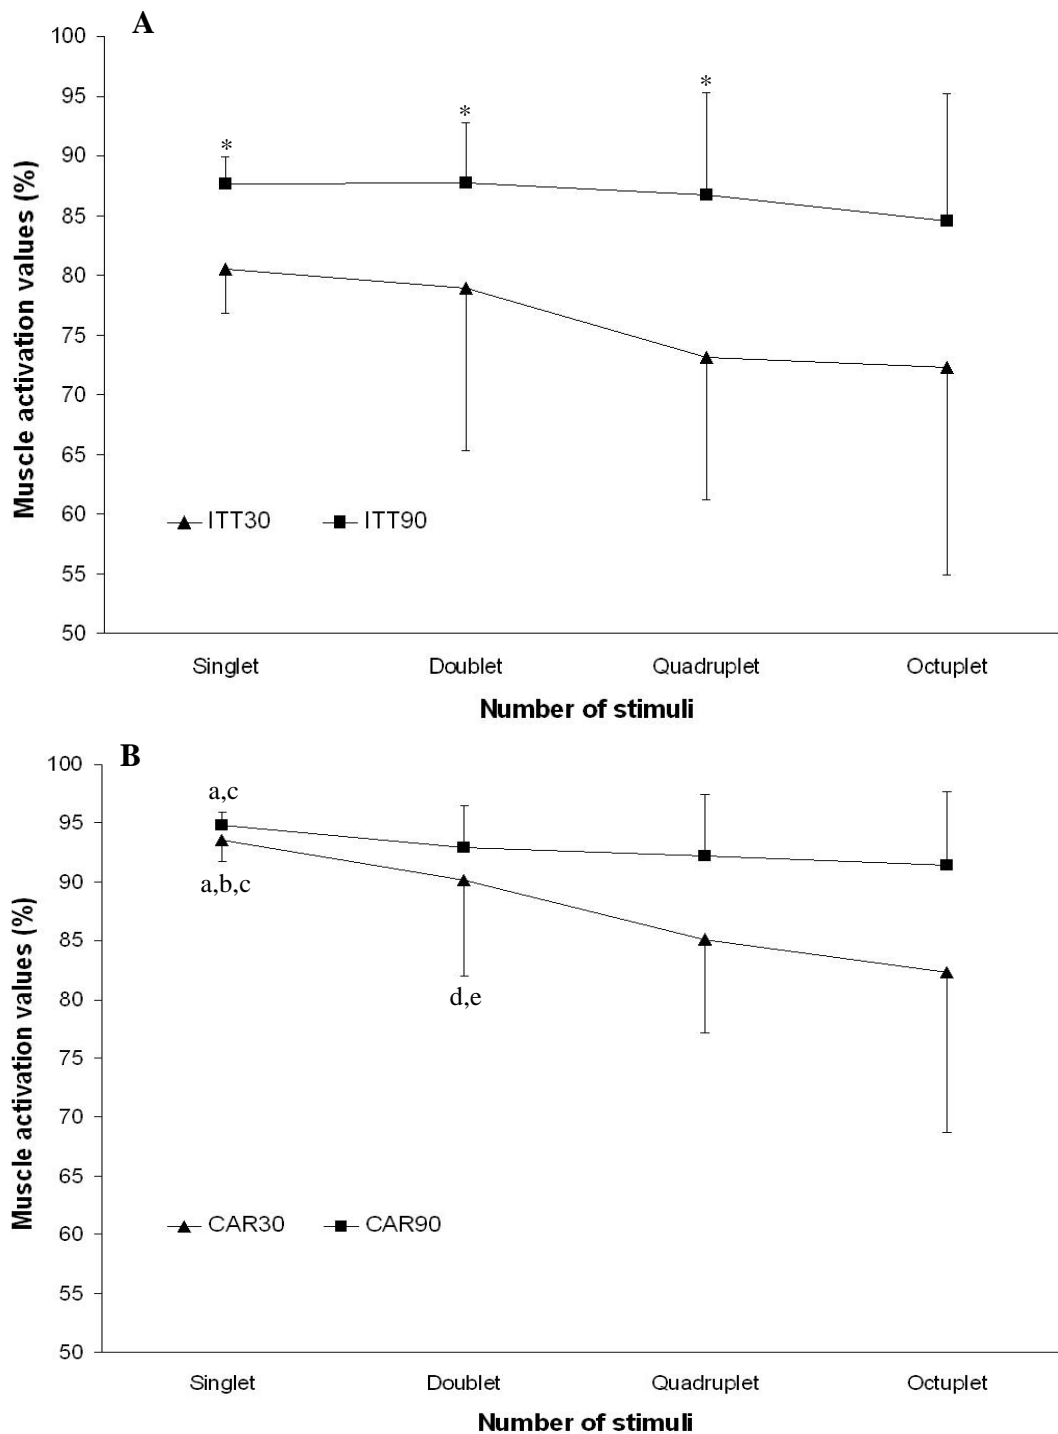 A
100
*
*
95
*
90
85
80
75
70
65
60
ITT30 ITT90
55
50
Singlet Doublet Quadruplet Octuplet
Number of stimuli
Muscle activation values (%)
B
100
a,c
95
90
a,b,c
85
80
d,e
75
70
65
60
CAR30 CAR90
55
50
Singlet Doublet Quadruplet Octuplet
Number of stimuli
Muscle activation values (%)